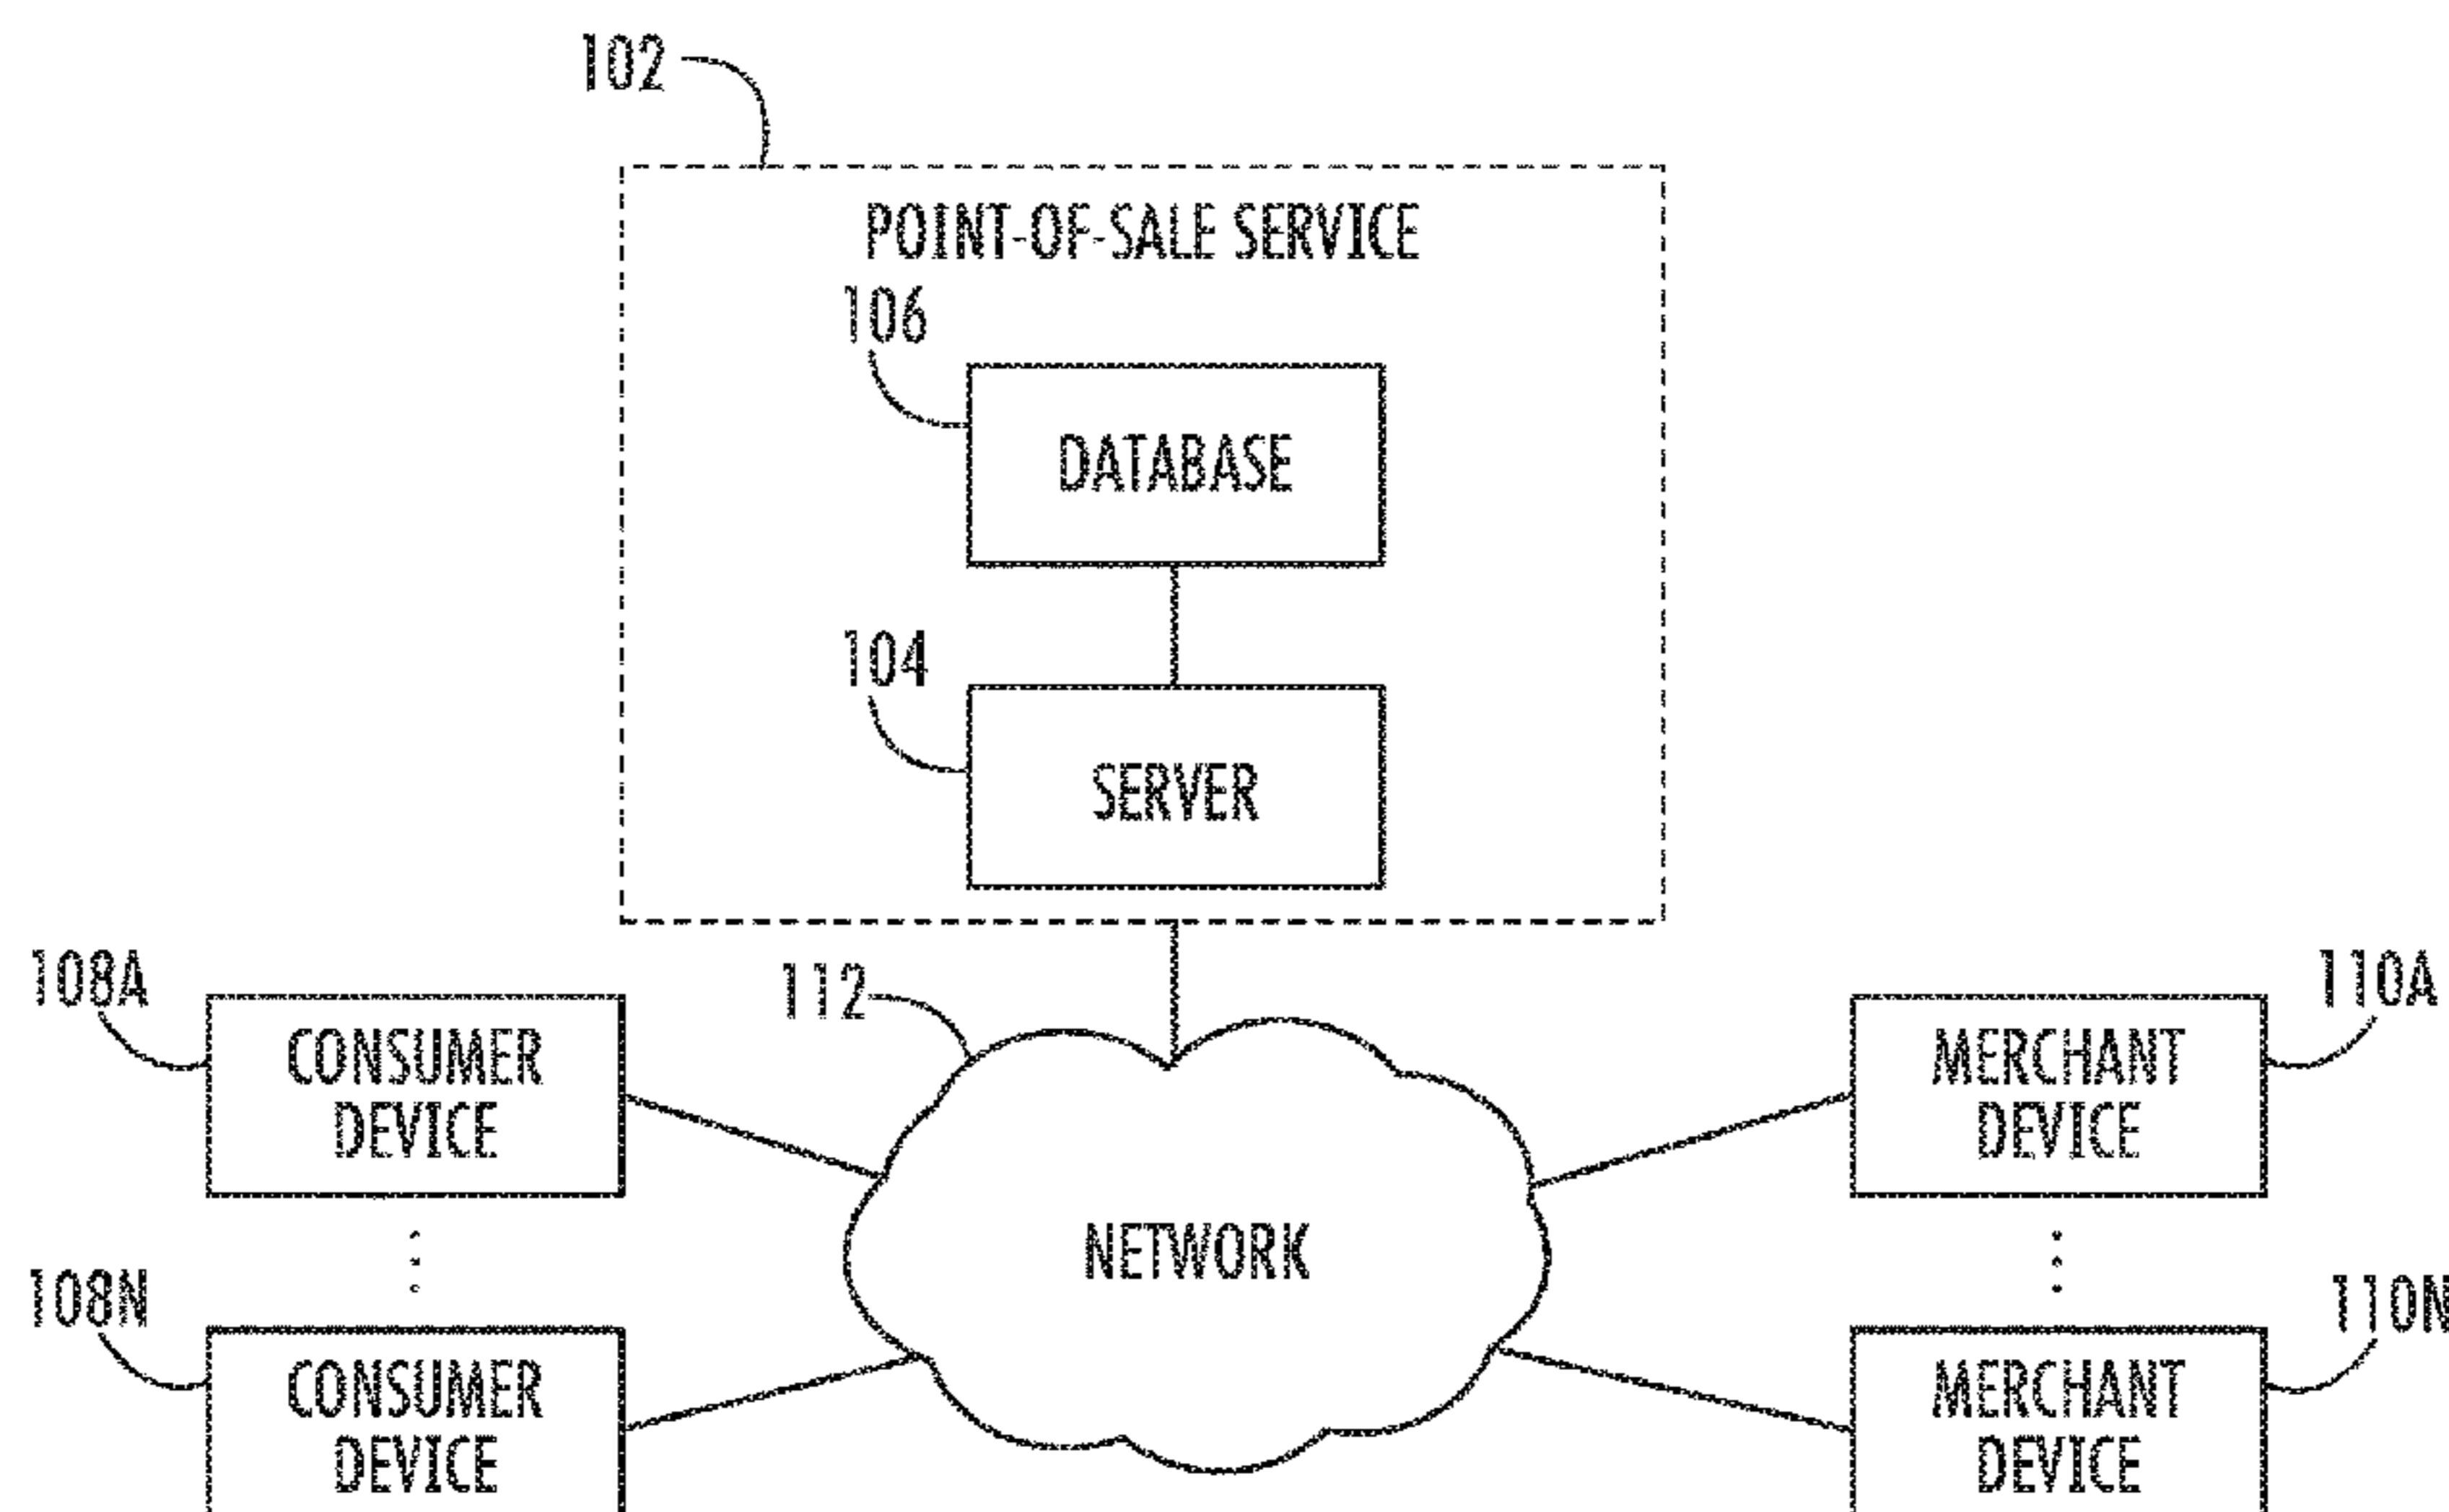 102
POINT-OF-SALE SERVICE
106
DATABASE
104
SERVER
108A
CONSUMER
DEVICE
112
110A
MERCHANT
DEVICE
NETWORK
108N
CONSUMER
DEVICE
110N
MERCHANT
DEVICE